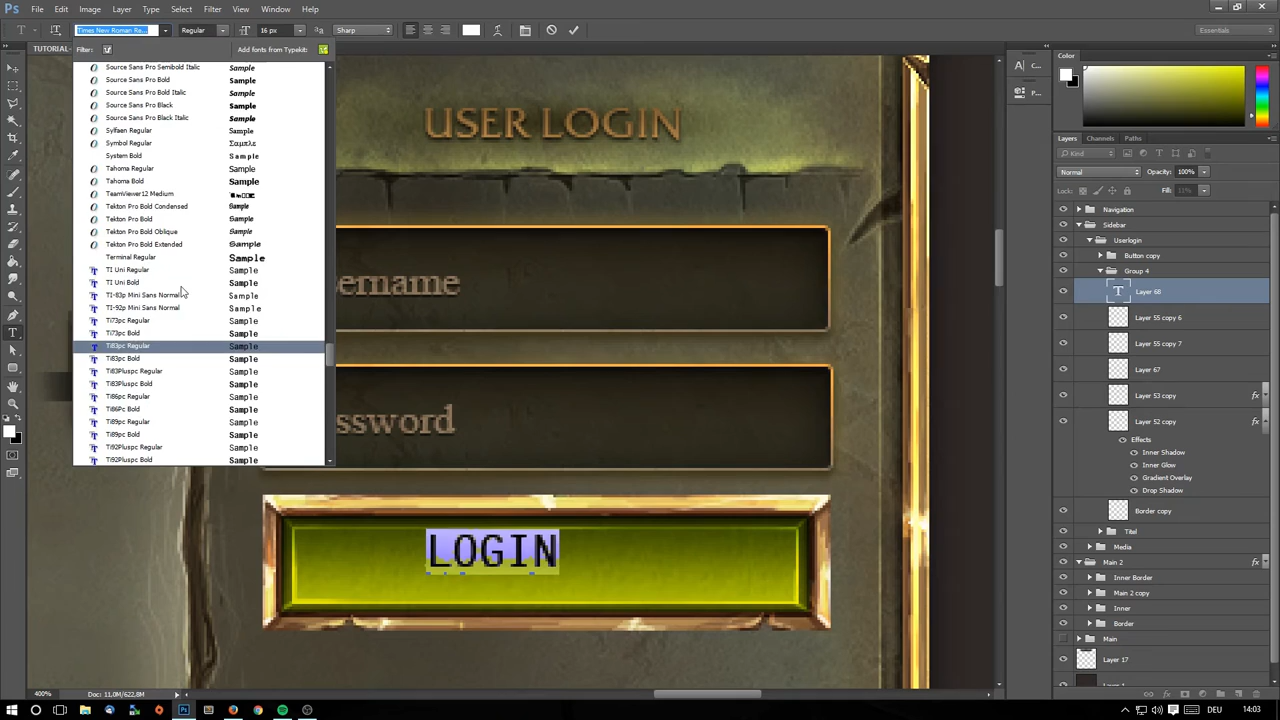 File Edit Image Layer Type Select Filter View Window Help
Times New Roman Re... Regular 16 px Sharp Essentials
TUTORIAL-
Filter: Add fonts from Typekit:
Source Sans Pro Semibold Italic Sample
Source Sans Pro Bold Sample
Source Sans Pro Bold Italic Sample
Source Sans Pro Black Sample
Source Sans Pro Black Italic Sample
Sylfaen Regular Sample
Symbol Regular Σαμπλε
System Bold Sample
Tahoma Regular Sample
Tahoma Bold Sample
TeamViewer12 Medium
Tekton Pro Bold Condensed Sample
Tekton Pro Bold Sample
Tekton Pro Bold Oblique Sample
Tekton Pro Bold Extended Sample
Terminal Regular Sample
TI Uni Regular Sample
TI Uni Bold Sample
TI-83p Mini Sans Normal Sample
TI-92p Mini Sans Normal Sample
Ti73pc Regular Sample
Ti73pc Bold Sample
Ti83pc Regular Sample
Ti83pc Bold Sample
Ti83Pluspc Regular Sample
Ti83Pluspc Bold Sample
Ti86pc Regular Sample
Ti86Pc Bold Sample
Ti89pc Regular Sample
Ti89pc Bold Sample
Ti92Pluspc Regular Sample
Ti92Pluspc Bold Sample
USER LOGIN
ername
ssword
LOGIN
Color
C...
P...
Layers Channels Paths
Kind
Normal Opacity: 100%
Lock: Fill: 11%
Navigation
Sidebar
Userlogin
Button copy
Group 4
Layer 68
Layer 55 copy 6
Layer 55 copy 7
Layer 67
Layer 53 copy fx
Layer 52 copy fx
Effects
Inner Shadow
Inner Glow
Gradient Overlay
Drop Shadow
Border copy
Titel
Media
Main 2
Inner Border
Main 2 copy
Inner
Border
Main
Layer 17
Layer 1
400% Doc: 11.0M/622.8M
DEU 14:03